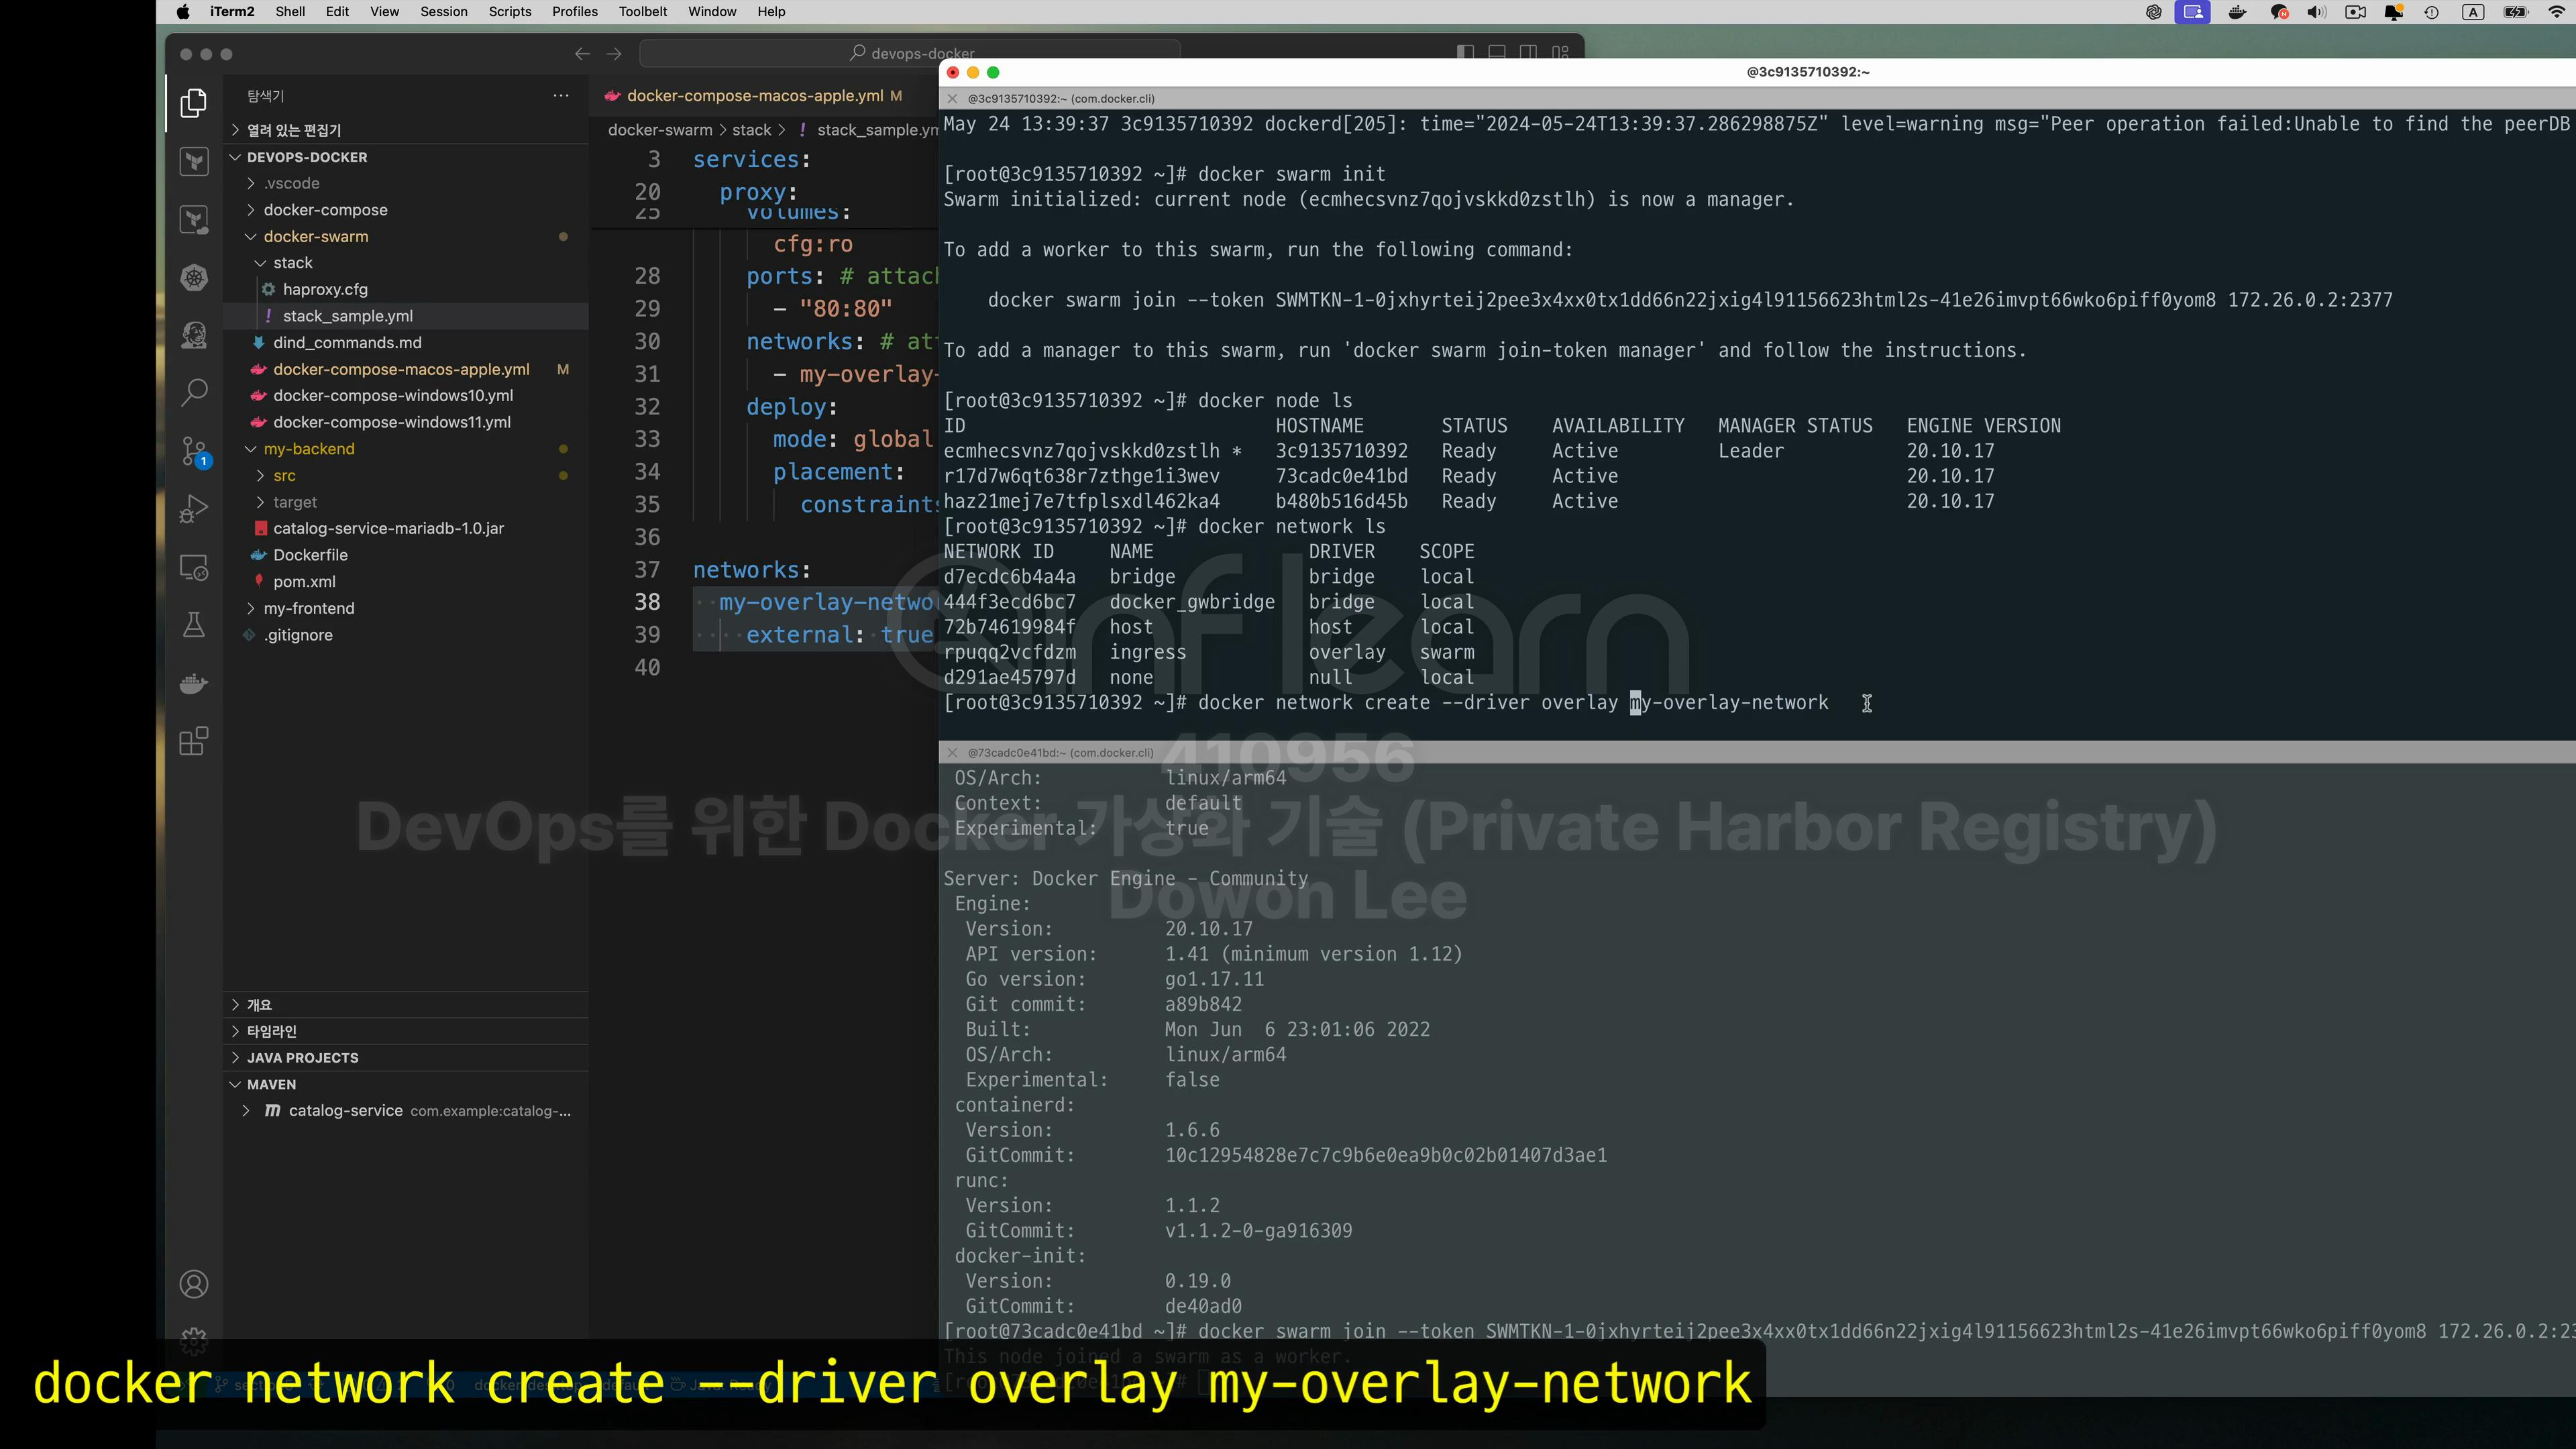 iTerm2 Shell Edit View Session Scripts Profiles Toolbelt Window Help
devops-docker
탐색기
열려 있는 편집기
DEVOPS-DOCKER
.vscode
docker-compose
docker-swarm
stack
haproxy.cfg
stack_sample.yml
dind_commands.md
docker-compose-macos-apple.yml M
docker-compose-windows10.yml
docker-compose-windows11.yml
my-backend
src
target
catalog-service-mariadb-1.0.jar
Dockerfile
pom.xml
my-frontend
.gitignore
1
개요
타임라인
JAVA PROJECTS
MAVEN
catalog-service com.example:catalog-...
docker-compose-macos-apple.yml M
docker-swarm > stack > ! stack_sample.ym
3 services:
20 proxy:
25 volumes:
cfg:ro
28 ports: # attach
29 - "80:80"
30 networks: # att
31 - my-overlay-
32 deploy:
33 mode: global
34 placement:
35 constraints
36
37 networks:
38 my-overlay-netwo
39 external: true
40
@3c9135710392:~
@3c9135710392:~ (com.docker.cli)
May 24 13:39:37 3c9135710392 dockerd[205]: time="2024-05-24T13:39:37.286298875Z" level=warning msg="Peer operation failed:Unable to find the peerDB
[root@3c9135710392 ~]# docker swarm init
Swarm initialized: current node (ecmhecsvnz7qojvskkd0zstlh) is now a manager.
To add a worker to this swarm, run the following command:
docker swarm join --token SWMTKN-1-0jxhyrteij2pee3x4xx0tx1dd66n22jxig4l91156623html2s-41e26imvpt66wko6piff0yom8 172.26.0.2:2377
To add a manager to this swarm, run 'docker swarm join-token manager' and follow the instructions.
[root@3c9135710392 ~]# docker node ls
ID HOSTNAME STATUS AVAILABILITY MANAGER STATUS ENGINE VERSION
ecmhecsvnz7qojvskkd0zstlh * 3c9135710392 Ready Active Leader 20.10.17
r17d7w6qt638r7zthge1i3wev 73cadc0e41bd Ready Active 20.10.17
haz21mej7e7tfplsxdl462ka4 b480b516d45b Ready Active 20.10.17
[root@3c9135710392 ~]# docker network ls
NETWORK ID NAME DRIVER SCOPE
d7ecdc6b4a4a bridge bridge local
444f3ecd6bc7 docker_gwbridge bridge local
72b74619984f host host local
rpuqq2vcfdzm ingress overlay swarm
d291ae45797d none null local
[root@3c9135710392 ~]# docker network create --driver overlay my-overlay-network
@73cadc0e41bd:~ (com.docker.cli)
OS/Arch: linux/arm64
Context: default
Experimental: true
Server: Docker Engine - Community
Engine:
Version: 20.10.17
API version: 1.41 (minimum version 1.12)
Go version: go1.17.11
Git commit: a89b842
Built: Mon Jun 6 23:01:06 2022
OS/Arch: linux/arm64
Experimental: false
containerd:
Version: 1.6.6
GitCommit: 10c12954828e7c7c9b6e0ea9b0c02b01407d3ae1
runc:
Version: 1.1.2
GitCommit: v1.1.2-0-ga916309
docker-init:
Version: 0.19.0
GitCommit: de40ad0
[root@73cadc0e41bd ~]# docker swarm join --token SWMTKN-1-0jxhyrteij2pee3x4xx0tx1dd66n22jxig4l91156623html2s-41e26imvpt66wko6piff0yom8 172.26.0.2:23
This node joined a swarm as a worker.
inflearn
410956
DevOps를 위한 Docker 가상화 기술 (Private Harbor Registry)
Dowon Lee
docker network create --driver overlay my-overlay-network